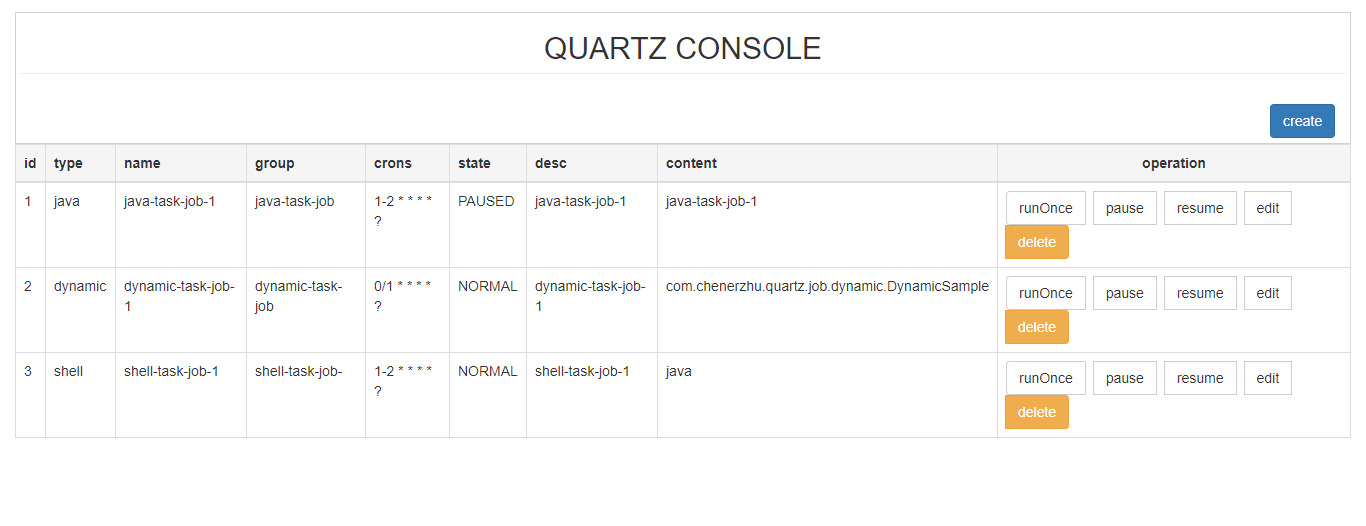 QUARTZ CONSOLE
create
id type name group crons state desc content operation
1 java java-task-job-1 java-task-job 1-2 * * * * PAUSED java-task-job-1 java-task-job-1 runOnce pause resume edit
?
delete
2 dynamic dynamic-task-job- dynamic-task- 0/1 * * * * NORMAL dynamic-task-job- com.chenerzhu.quartz.job.dynamic.DynamicSample runOnce pause resume edit
1 job ? 1
delete
3 shell shell-task-job-1 shell-task-job- 1-2 * * * * NORMAL shell-task-job-1 java runOnce pause resume edit
?
delete